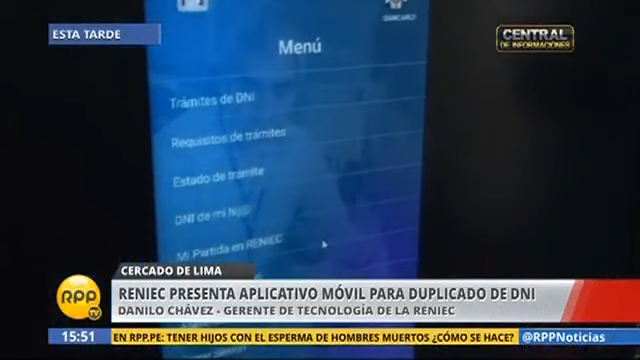 ESTA TARDE
CENTRAL
DE INFORMACIONES
GIANCARLO
Menú
Trámites de DNI
Requisitos de trámites
Estado de trámite
DNI de mi hijo
Mi Partida en RENIEC
CERCADO DE LIMA
RPP
TV
RENIEC PRESENTA APLICATIVO MÓVIL PARA DUPLICADO DE DNI
DANILO CHÁVEZ - GERENTE DE TECNOLOGÍA DE LA RENIEC
15:51
EN RPP.PE: TENER HIJOS CON EL ESPERMA DE HOMBRES MUERTOS ¿CÓMO SE HACE?
@RPPNoticias